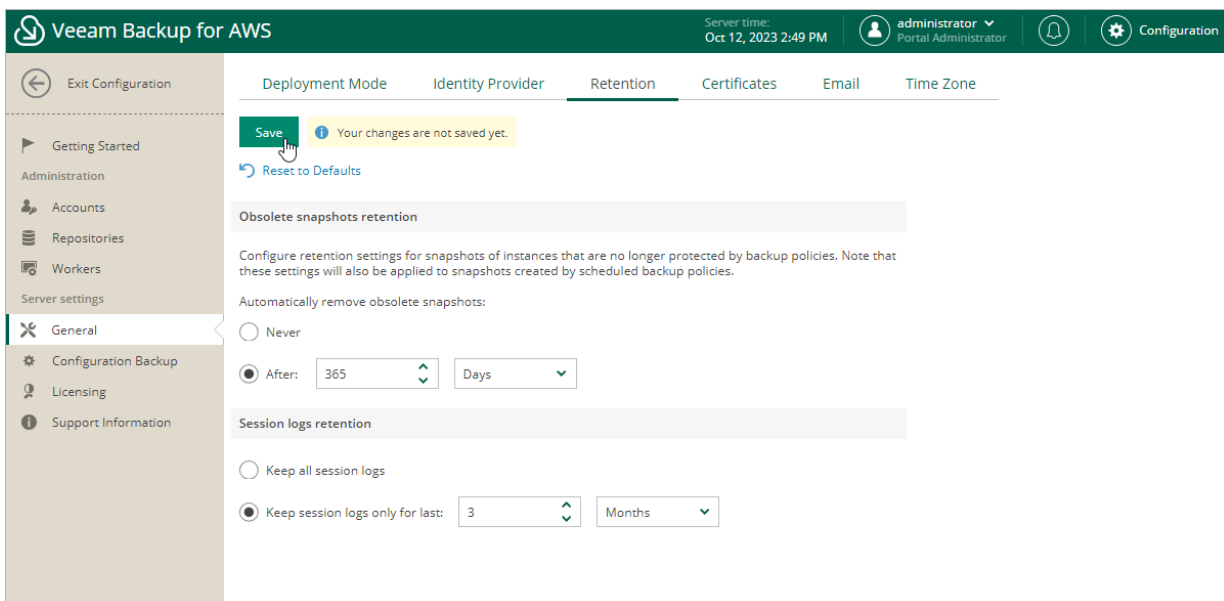 Veeam Backup for AWS
Server time:
Oct 12, 2023 2:49 PM
administrator
Portal Administrator
Configuration
Exit Configuration
Getting Started
Administration
Accounts
Repositories
Workers
Server settings
General
Configuration Backup
Licensing
Support Information
Deployment Mode Identity Provider Retention Certificates Email Time Zone
Save Your changes are not saved yet.
Reset to Defaults
Obsolete snapshots retention
Configure retention settings for snapshots of instances that are no longer protected by backup policies. Note that
these settings will also be applied to snapshots created by scheduled backup policies.
Automatically remove obsolete snapshots:
Never
After: 365 Days
Session logs retention
Keep all session logs
Keep session logs only for last: 3 Months